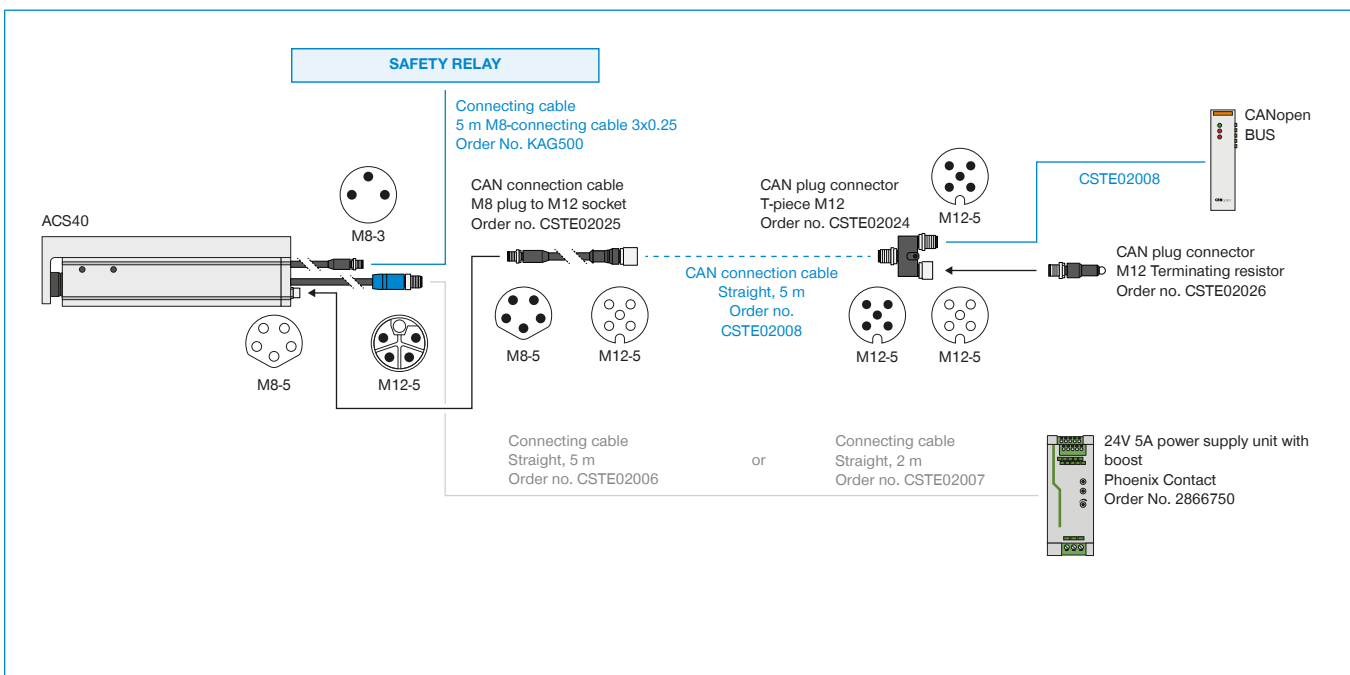 SAFETY RELAY
Connecting cable
5 m M8-connecting cable 3x0.25
Order No. KAG500
CANopen
BUS
CSTE02008
CAN connection cable
M8 plug to M12 socket
Order no. CSTE02025
CAN plug connector
T-piece M12
Order no. CSTE02024
M12-5
ACS40
M8-3
CAN plug connector
M12 Terminating resistor
Order no. CSTE02026
CAN connection cable
Straight, 5 m
Order no.
CSTE02008
M8-5
M12-5
M8-5
M12-5
M12-5
M12-5
Connecting cable
Straight, 5 m
Order no. CSTE02006
or
Connecting cable
Straight, 2 m
Order no. CSTE02007
24V 5A power supply unit with
boost
Phoenix Contact
Order No. 2866750